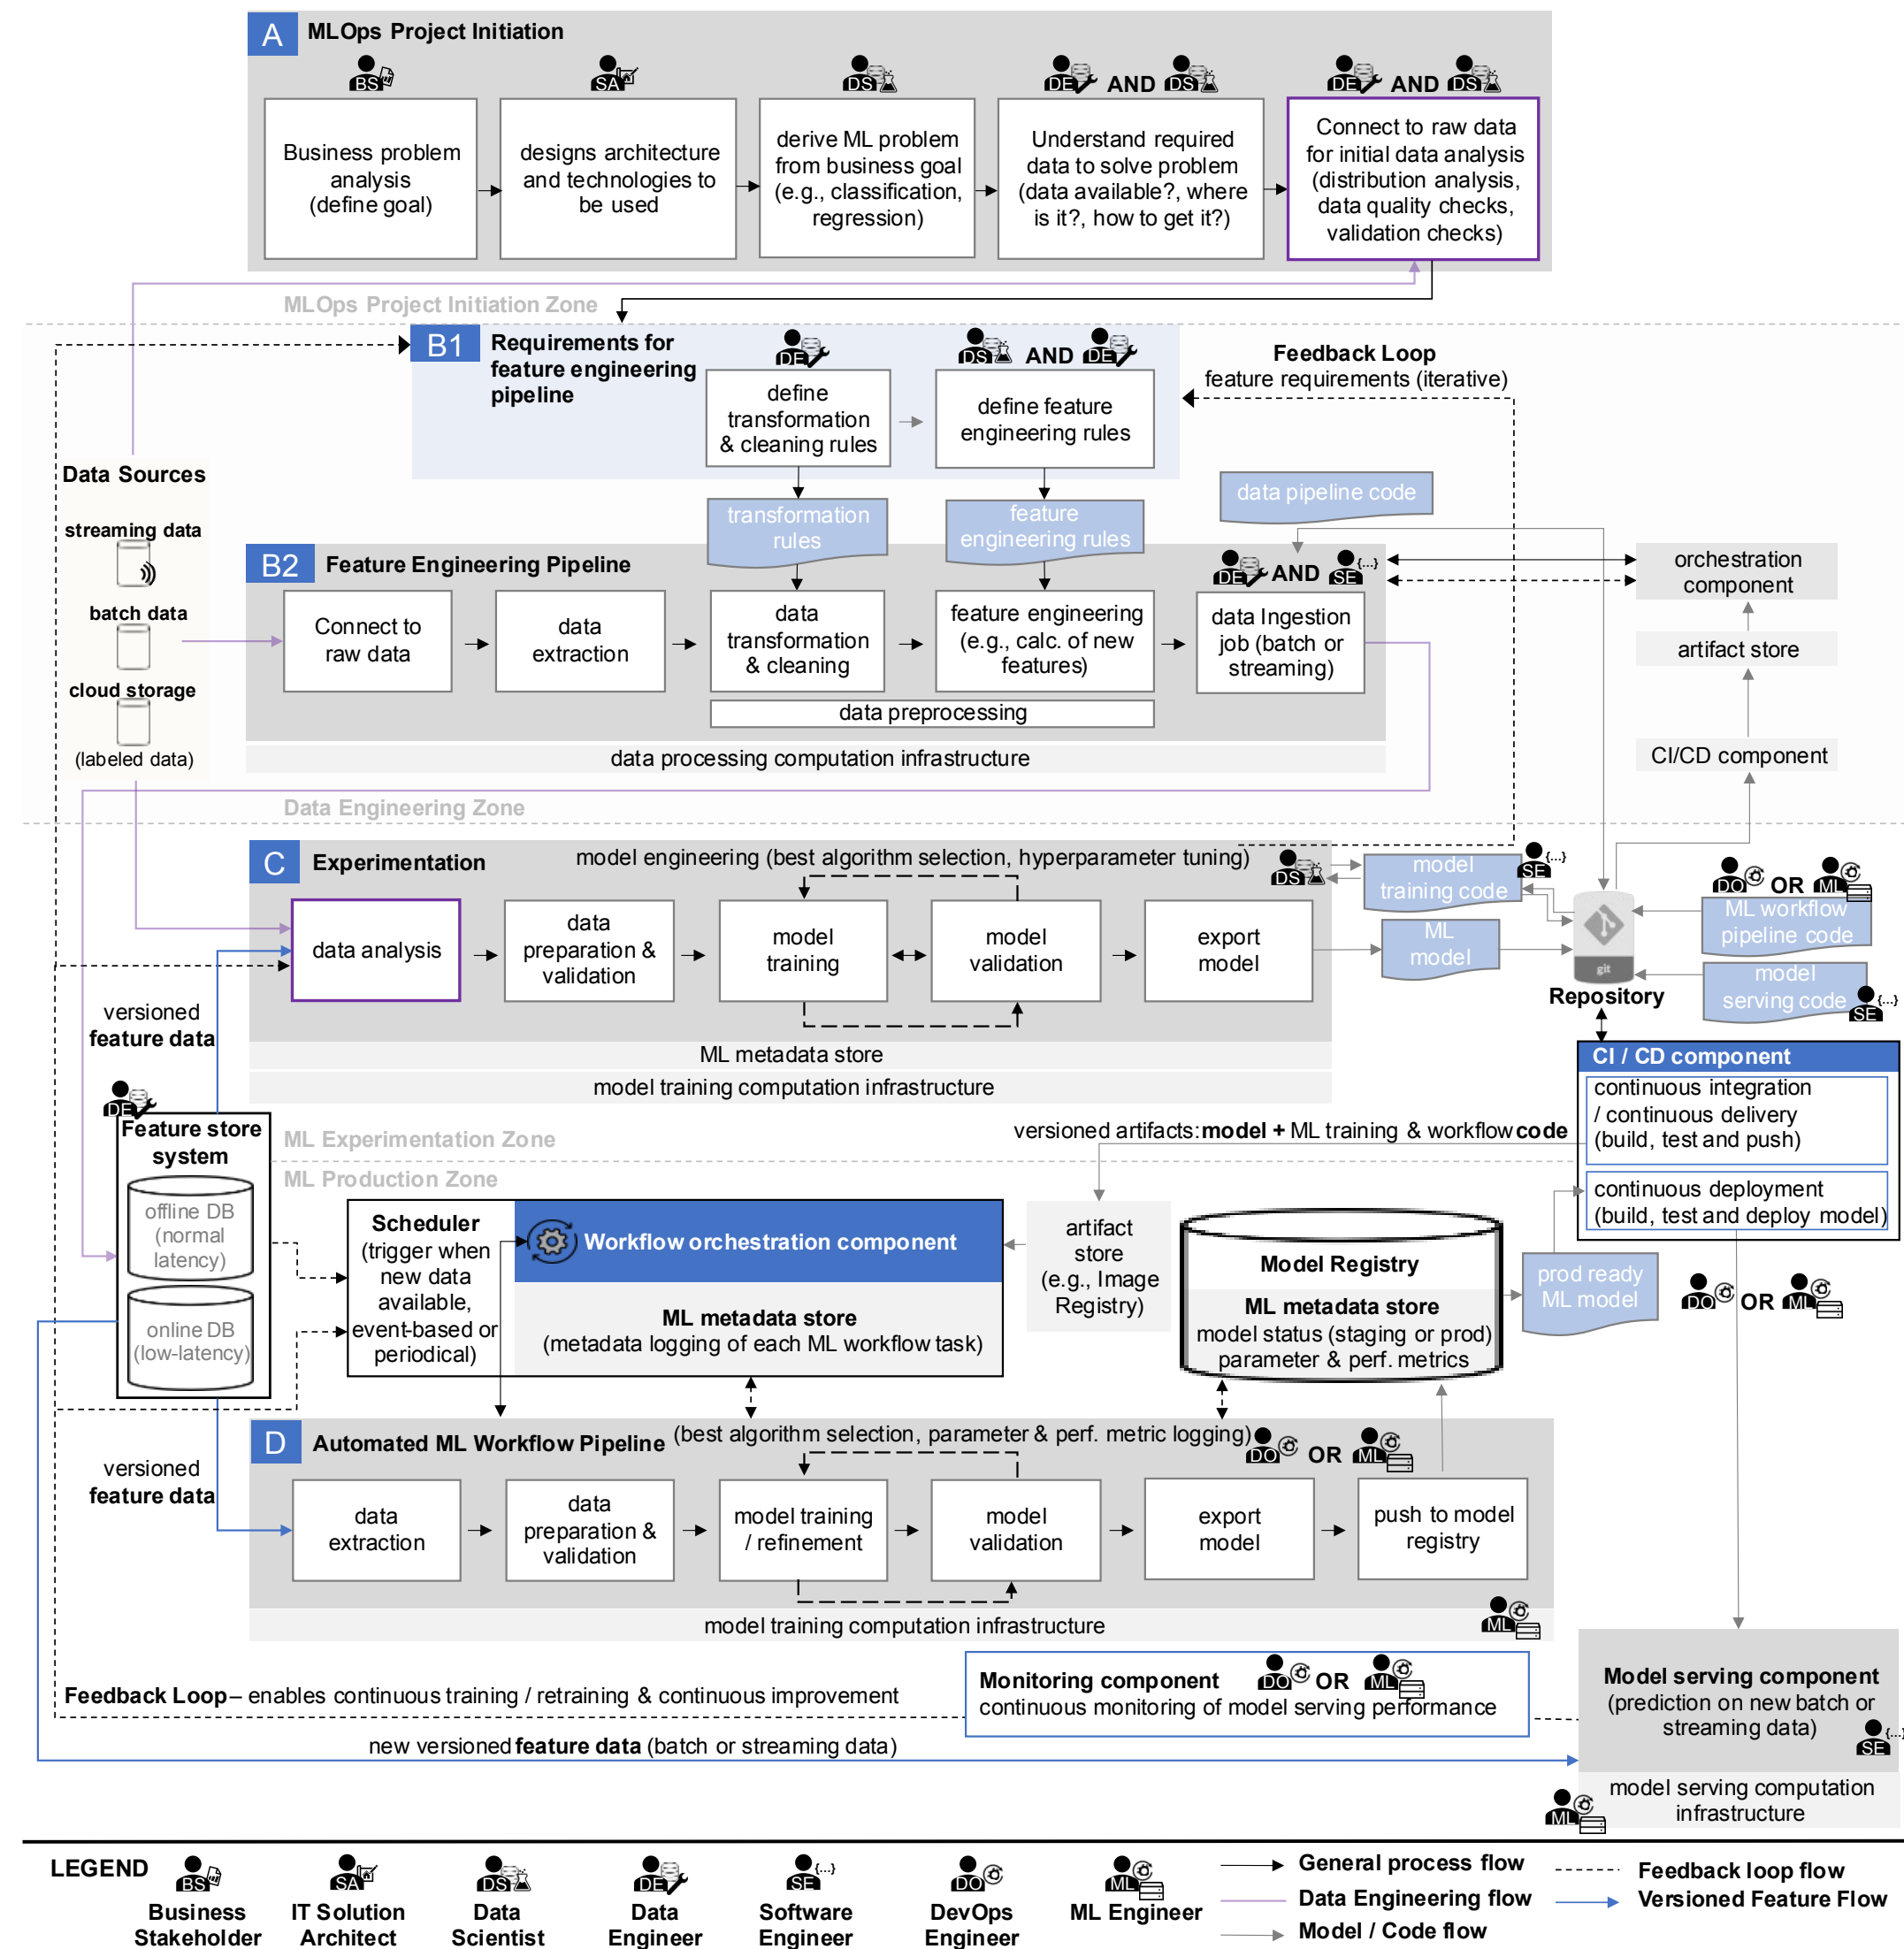 A MLOps Project Initiation
BS
SA
DS
DE AND DS
DE AND DS
Business problem
analysis
(define goal)
designs architecture
and technologies to
be used
derive ML problem
from business goal
(e.g., classification,
regression)
Understand required
data to solve problem
(data available?, where
is it?, how to get it?)
Connect to raw data
for initial data analysis
(distribution analysis,
data quality checks,
validation checks)
MLOps Project Initiation Zone
B1 Requirements for
feature engineering
pipeline
DE
DS AND DE
define
transformation
& cleaning rules
define feature
engineering rules
Feedback Loop
feature requirements (iterative)
Data Sources
streaming data
batch data
cloud storage
(labeled data)
transformation
rules
feature
engineering rules
data pipeline code
B2 Feature Engineering Pipeline
DE AND SE {...}
Connect to
raw data
data
extraction
data
transformation
& cleaning
feature engineering
(e.g., calc. of new
features)
data Ingestion
job (batch or
streaming)
data preprocessing
data processing computation infrastructure
orchestration
component
artifact store
CI/CD component
Data Engineering Zone
C Experimentation
model engineering (best algorithm selection, hyperparameter tuning)
DS
data analysis
data
preparation &
validation
model
training
model
validation
export
model
ML metadata store
model training computation infrastructure
model
training code
SE {...}
ML
model
git
Repository
DO OR ML
ML workflow
pipeline code
model
serving code
SE {...}
versioned
feature data
CI / CD component
continuous integration
/ continuous delivery
(build, test and push)
continuous deployment
(build, test and deploy model)
versioned artifacts: model + ML training & workflow code
ML Experimentation Zone
ML Production Zone
DE
Feature store
system
offline DB
(normal
latency)
online DB
(low-latency)
Scheduler
(trigger when
new data
available,
event-based or
periodical)
Workflow orchestration component
ML metadata store
(metadata logging of each ML workflow task)
artifact
store
(e.g., Image
Registry)
Model Registry
ML metadata store
model status (staging or prod)
parameter & perf. metrics
prod ready
ML model
DO OR ML
D Automated ML Workflow Pipeline
(best algorithm selection, parameter & perf. metric logging)
DO OR ML
versioned
feature data
data
extraction
data
preparation &
validation
model training
/ refinement
model
validation
export
model
push to model
registry
model training computation infrastructure
ML
Monitoring component DO OR ML
continuous monitoring of model serving performance
Feedback Loop – enables continuous training / retraining & continuous improvement
new versioned feature data (batch or streaming data)
Model serving component
(prediction on new batch or
streaming data)
SE {...}
model serving computation
infrastructure
ML
LEGEND
BS
Business
Stakeholder
SA
IT Solution
Architect
DS
Data
Scientist
DE
Data
Engineer
SE {...}
Software
Engineer
DO
DevOps
Engineer
ML
ML Engineer
General process flow
Data Engineering flow
Model / Code flow
Feedback loop flow
Versioned Feature Flow